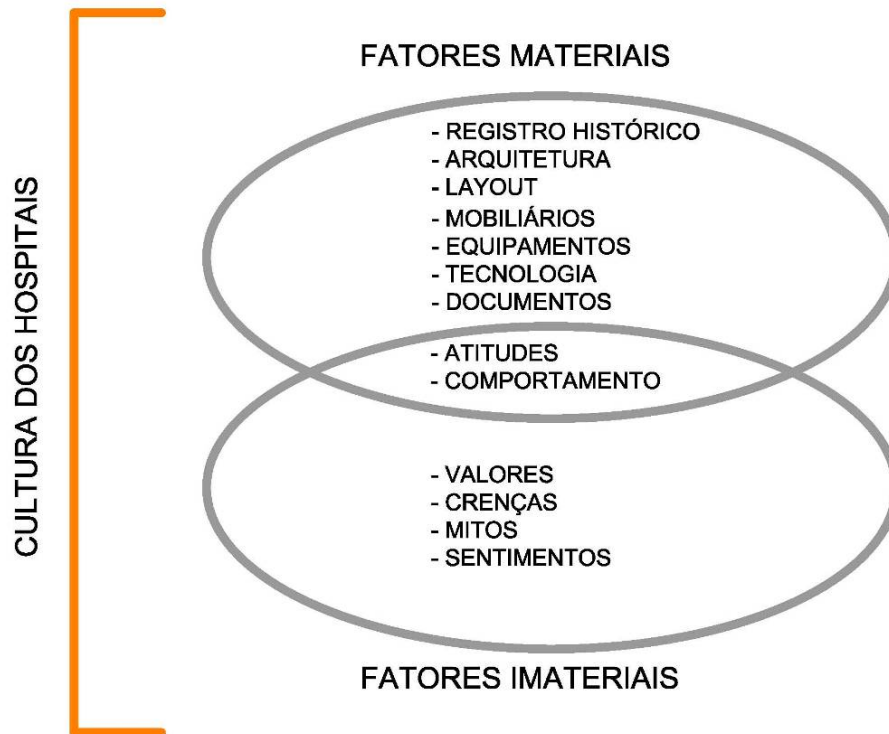 CULTURA DOS HOSPITAIS
FATORES MATERIAIS
- REGISTRO HISTÓRICO
- ARQUITETURA
- LAYOUT
- MOBILIÁRIOS
- EQUIPAMENTOS
- TECNOLOGIA
- DOCUMENTOS
- ATITUDES
- COMPORTAMENTO
- VALORES
- CRENÇAS
- MITOS
- SENTIMENTOS
FATORES IMATERIAIS